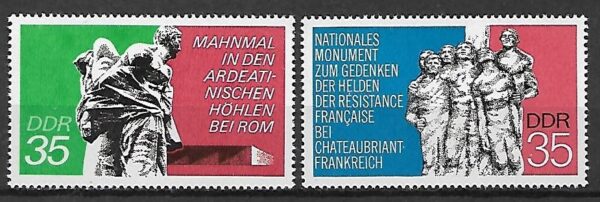 MAHNMAL
IN DEN
ARDEATI-
NISCHEN
HÖHLEN
BEI ROM
DDR
35
NATIONALES
MONUMENT
ZUM GEDENKEN
DER HELDEN
DER RÉSISTANCE
FRANÇAISE
BEI
CHATEAUBRIANT-
FRANKREICH
DDR
35